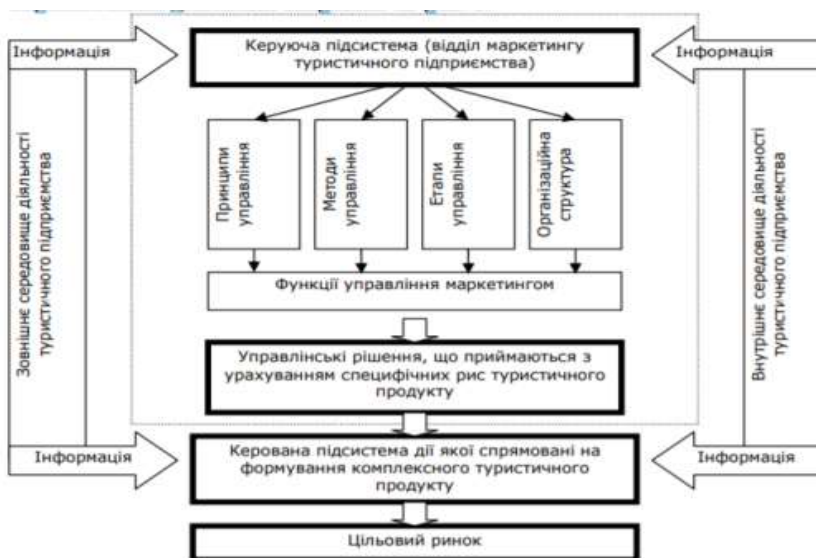 Інформація
Керуюча підсистема (відділ маркетингу
туристичного підприємства)
Інформація
Зовнішнє середовище діяльності
туристичного підприємства
Принципи
управління
Методи
управління
Етапи
управління
Організаційна
структура
Внутрішнє середовище діяльності
туристичного підприємства
Функції управління маркетингом
Управлінські рішення, що приймаються з
урахуванням специфічних рис туристичного
продукту
Інформація
Керована підсистема дії якої спрямовані на
формування комплексного туристичного
продукту
Інформація
Цільовий ринок